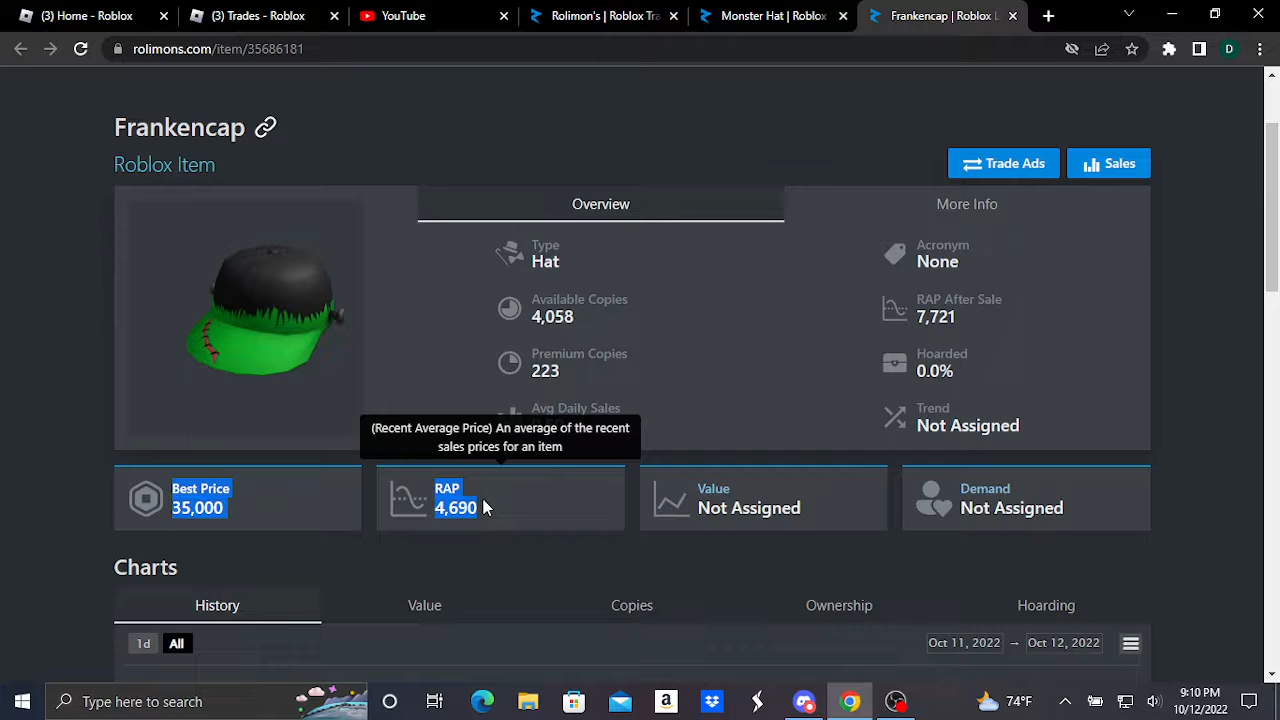 (3) Home - Roblox
(3) Trades - Roblox
YouTube
Rolimon's | Roblox Tra
Monster Hat | Roblox
Frankencap | Roblox L
rolimons.com/item/35686181
D
Frankencap
Roblox Item
Trade Ads
Sales
Overview
More Info
Type
Hat
Acronym
None
Available Copies
4,058
RAP After Sale
7,721
Premium Copies
223
Hoarded
0.0%
Avg Daily Sales
Trend
Not Assigned
(Recent Average Price) An average of the recent
sales prices for an item
Best Price
35,000
RAP
4,690
Value
Not Assigned
Demand
Not Assigned
Charts
History
Value
Copies
Ownership
Hoarding
1d
All
Oct 11, 2022 → Oct 12, 2022
Type here to search
a
74°F
9:10 PM
10/12/2022